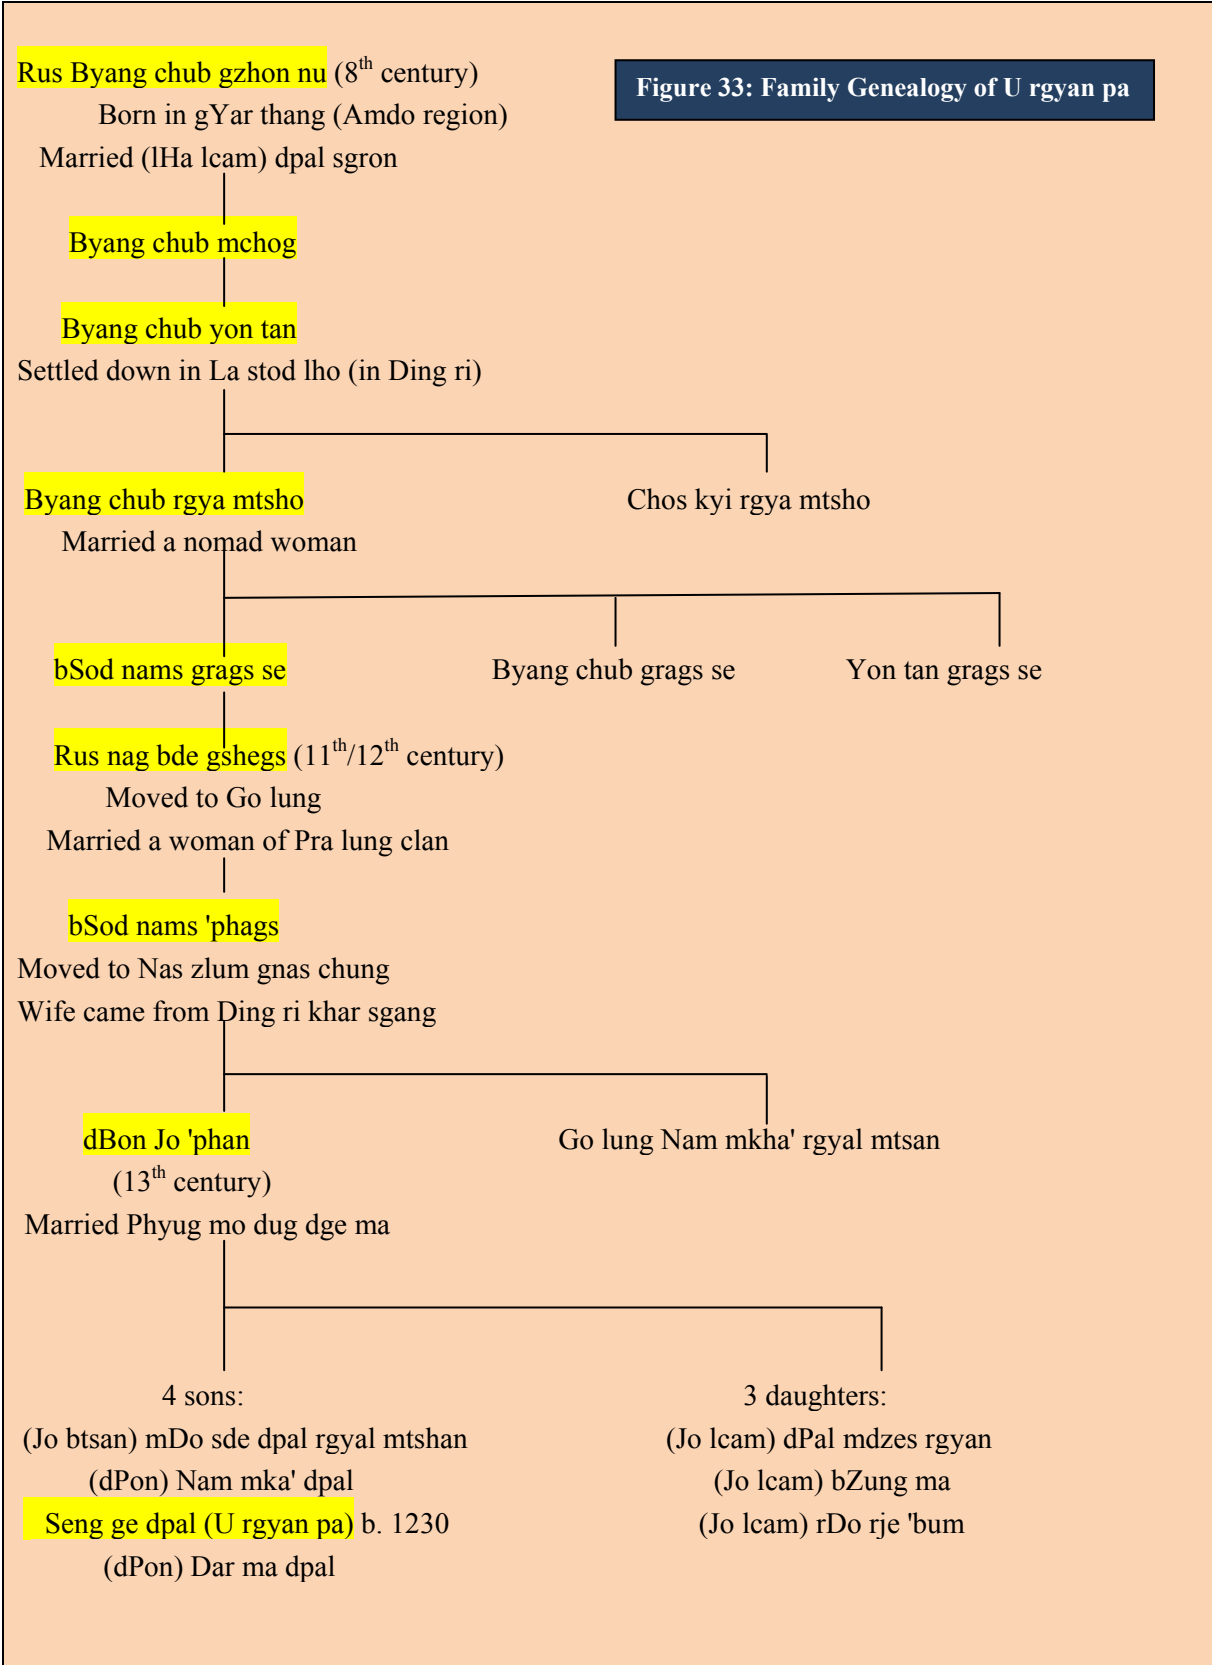 Rus Byang chub gzhon nu (8th century)
Figure 33: Family Genealogy of U rgyan pa
Born in gYar thang (Amdo region)
Married (lHa lcam) dpal sgron
Byang chub mchog
Byang chub yon tan
Settled down in La stod lho (in Ding ri)
Byang chub rgya mtsho
Chos kyi rgya mtsho
Married a nomad woman
bSod nams grags se
Byang chub grags se
Yon tan grags se
Rus nag bde gshegs (11th/12th century)
Moved to Go lung
Married a woman of Pra lung clan
bSod nams 'phags
Moved to Nas zlum gnas chung
Wife came from Ding ri khar sgang
dBon Jo 'phan
Go lung Nam mkha' rgyal mtsan
(13th century)
Married Phyug mo dug dge ma
4 sons:
(Jo btsan) mDo sde dpal rgyal mtshan
(dPon) Nam mka' dpal
Seng ge dpal (U rgyan pa) b. 1230
(dPon) Dar ma dpal
3 daughters:
(Jo lcam) dPal mdzes rgyan
(Jo lcam) bZung ma
(Jo lcam) rDo rje 'bum